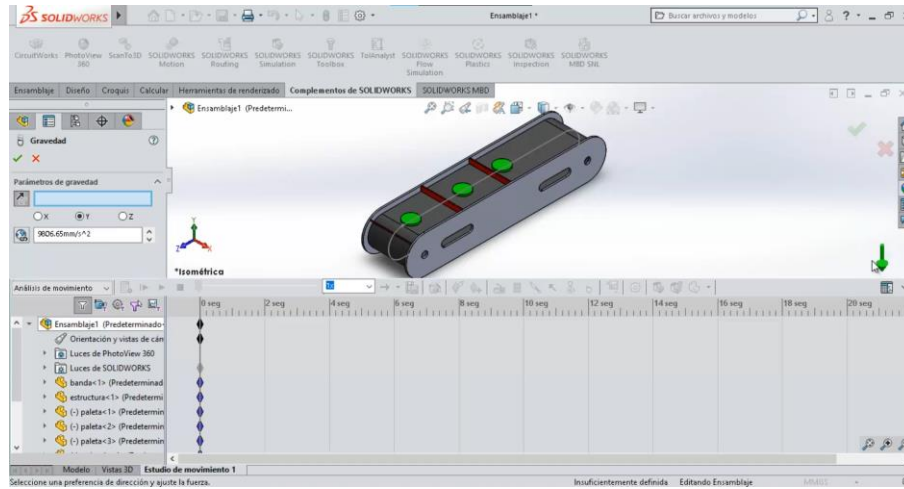 SOLIDWORKS
Ensamblaje1 *
Buscar archivos y modelos
CircuitWorks
PhotoView 360
ScanTo3D
SOLIDWORKS Motion
SOLIDWORKS Routing
SOLIDWORKS Simulation
SOLIDWORKS Toolbox
TolAnalyst
SOLIDWORKS Flow Simulation
SOLIDWORKS Plastics
SOLIDWORKS Inspection
SOLIDWORKS MBD SNL
Ensamblaje Diseño Croquis Calcular Herramientas de renderizado Complementos de SOLIDWORKS SOLIDWORKS MBD
Ensamblaje1 (Predetermi...
Gravedad
Parámetros de gravedad
X Y Z
9806.65mm/s^2
*Isométrica
Análisis de movimiento
0 seg 2 seg 4 seg 6 seg 8 seg 10 seg 12 seg 14 seg 16 seg 18 seg 20 seg
Ensamblaje1 (Predeterminado
Orientación y vistas de cán
Luces de PhotoView 360
Luces de SOLIDWORKS
banda<1> (Predeterminad
estructura<1> (Predetermi
(-) paleta<1> (Predetermin
(-) paleta<2> (Predetermin
(-) paleta<3> (Predetermin
Modelo Vistas 3D Estudio de movimiento 1
Seleccione una preferencia de dirección y ajuste la fuerza.
Insuficientemente definida Editando Ensamblaje